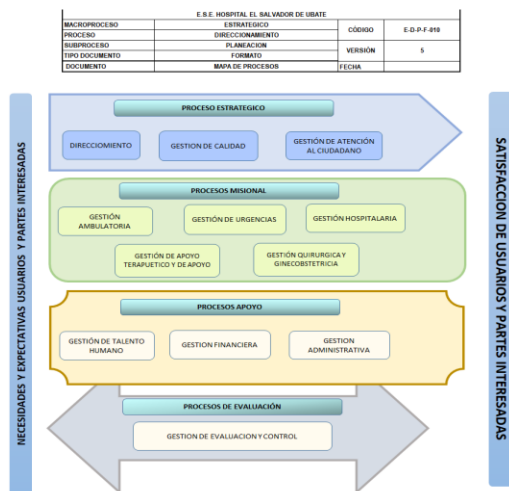 E.S.E. HOSPITAL EL SALVADOR DE UBATE
MACROPROCESO ESTRATEGICO CÓDIGO E-D-P-F-010
PROCESO DIRECCIONAMIENTO
SUBPROCESO PLANEACION VERSIÓN 5
TIPO DOCUMENTO FORMATO
DOCUMENTO MAPA DE PROCESOS FECHA
NECESIDADES Y EXPECTATIVAS USUARIOS Y PARTES INTERESADAS
PROCESO ESTRATEGICO
DIRECCIOMIENTO
GESTION DE CALIDAD
GESTIÓN DE ATENCIÓN
AL CIUDADANO
PROCESOS MISIONAL
GESTIÓN
AMBULATORIA
GESTIÓN DE URGENCIAS
GESTIÓN HOSPITALARIA
GESTIÓN DE APOYO
TERAPUETICO Y DE APOYO
GESTIÓN QUIRURGICA Y
GINECOBSTETRICIA
PROCESOS APOYO
GESTIÓN DE TALENTO
HUMANO
GESTION FINANCIERA
GESTION
ADMINISTRATIVA
PROCESOS DE EVALUACIÓN
GESTION DE EVALUACION Y CONTROL
SATISFACCION DE USUARIOS Y PARTES INTERESADAS